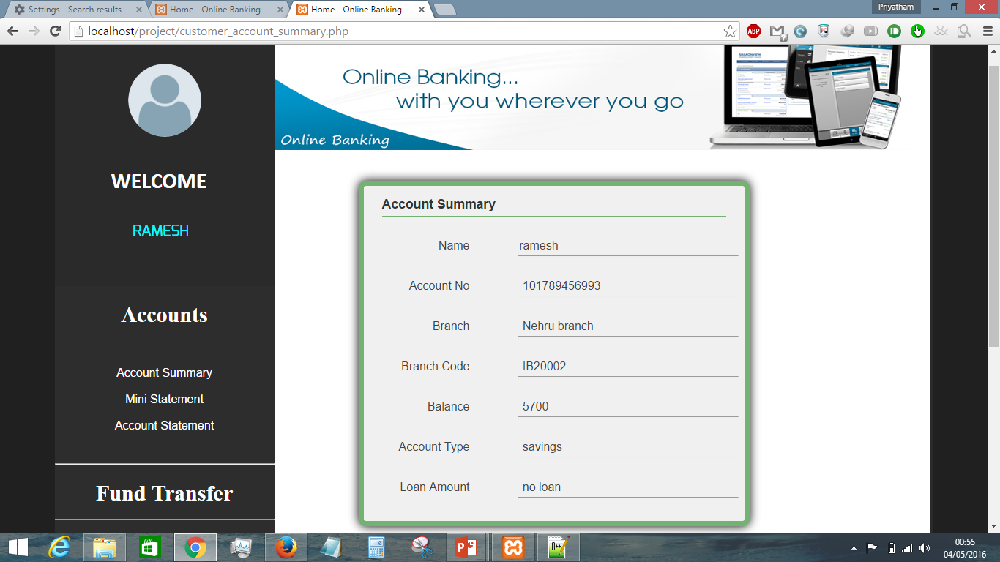 Settings - Search results
Home - Online Banking
Home - Online Banking
Priyatham
localhost/project/customer_account_summary.php
ABP
WELCOME
RAMESH
Accounts
Account Summary
Mini Statement
Account Statement
Fund Transfer
Online Banking...
with you wherever you go
Online Banking
SHARONVIEW
Account Summary
Name ramesh
Account No 101789456993
Branch Nehru branch
Branch Code IB20002
Balance 5700
Account Type savings
Loan Amount no loan
00:55
04/05/2016